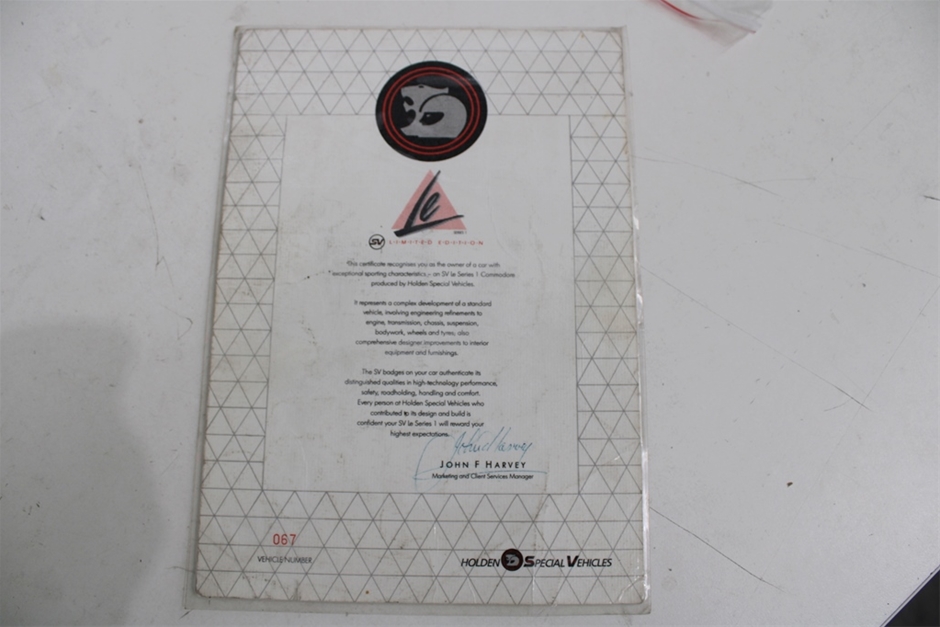 Le
SERIES 1
SV LIMITED EDITION
This certificate recognises you as the owner of a car with
exceptional sporting characteristics,– an SV Le Series 1 Commodore
produced by Holden Special Vehicles.
It represents a complex development of a standard
vehicle, involving engineering refinements to
engine, transmission, chassis, suspension,
bodywork, wheels and tyres, also
comprehensive designer improvements to interior
equipment and furnishings.
The SV badges on your car authenticate its
distinguished qualities in high-technology performance,
safety, roadholding, handling and comfort.
Every person at Holden Special Vehicles who
contributed to its design and build is
confident your SV Le Series 1 will reward your
highest expectations.
John Harvey
JOHN F HARVEY
Marketing and Client Services Manager
067
VEHICLE NUMBER
HOLDEN SPECIAL VEHICLES